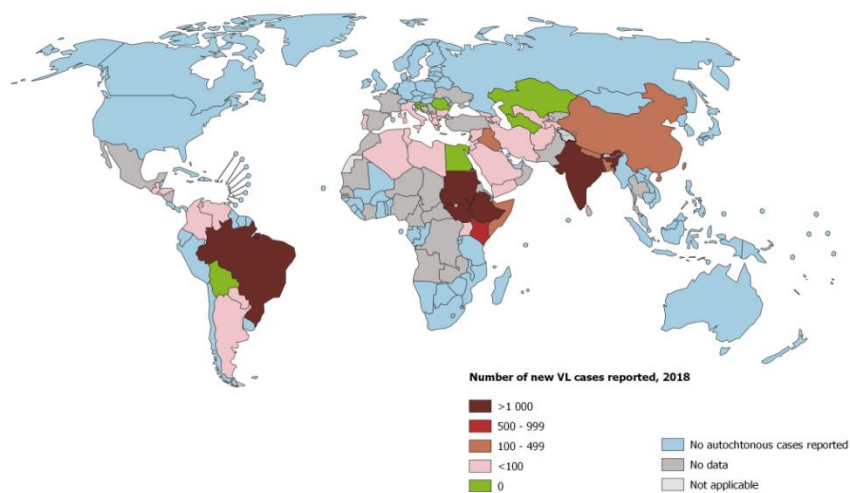 Number of new VL cases reported, 2018
>1 000
500 - 999
100 - 499
<100
0
No autochtonous cases reported
No data
Not applicable